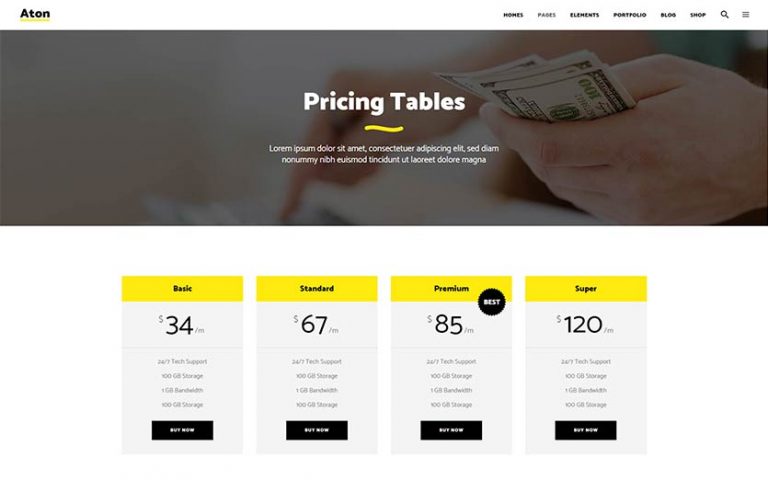 Aton
HOMES PAGES ELEMENTS PORTFOLIO BLOG SHOP
100
Pricing Tables
Lorem ipsum dolor sit amet, consectetuer adipiscing elit, sed diam
nonummy nibh euismod tincidunt ut laoreet dolore magna
Basic
$34/m
24/7 Tech Support
100 GB Storage
1 GB Bandwidth
100 GB Storage
BUY NOW
Standard
$67/m
24/7 Tech Support
100 GB Storage
1 GB Bandwidth
100 GB Storage
BUY NOW
Premium
BEST
$85/m
24/7 Tech Support
100 GB Storage
1 GB Bandwidth
100 GB Storage
BUY NOW
Super
$120/m
24/7 Tech Support
100 GB Storage
1 GB Bandwidth
100 GB Storage
BUY NOW